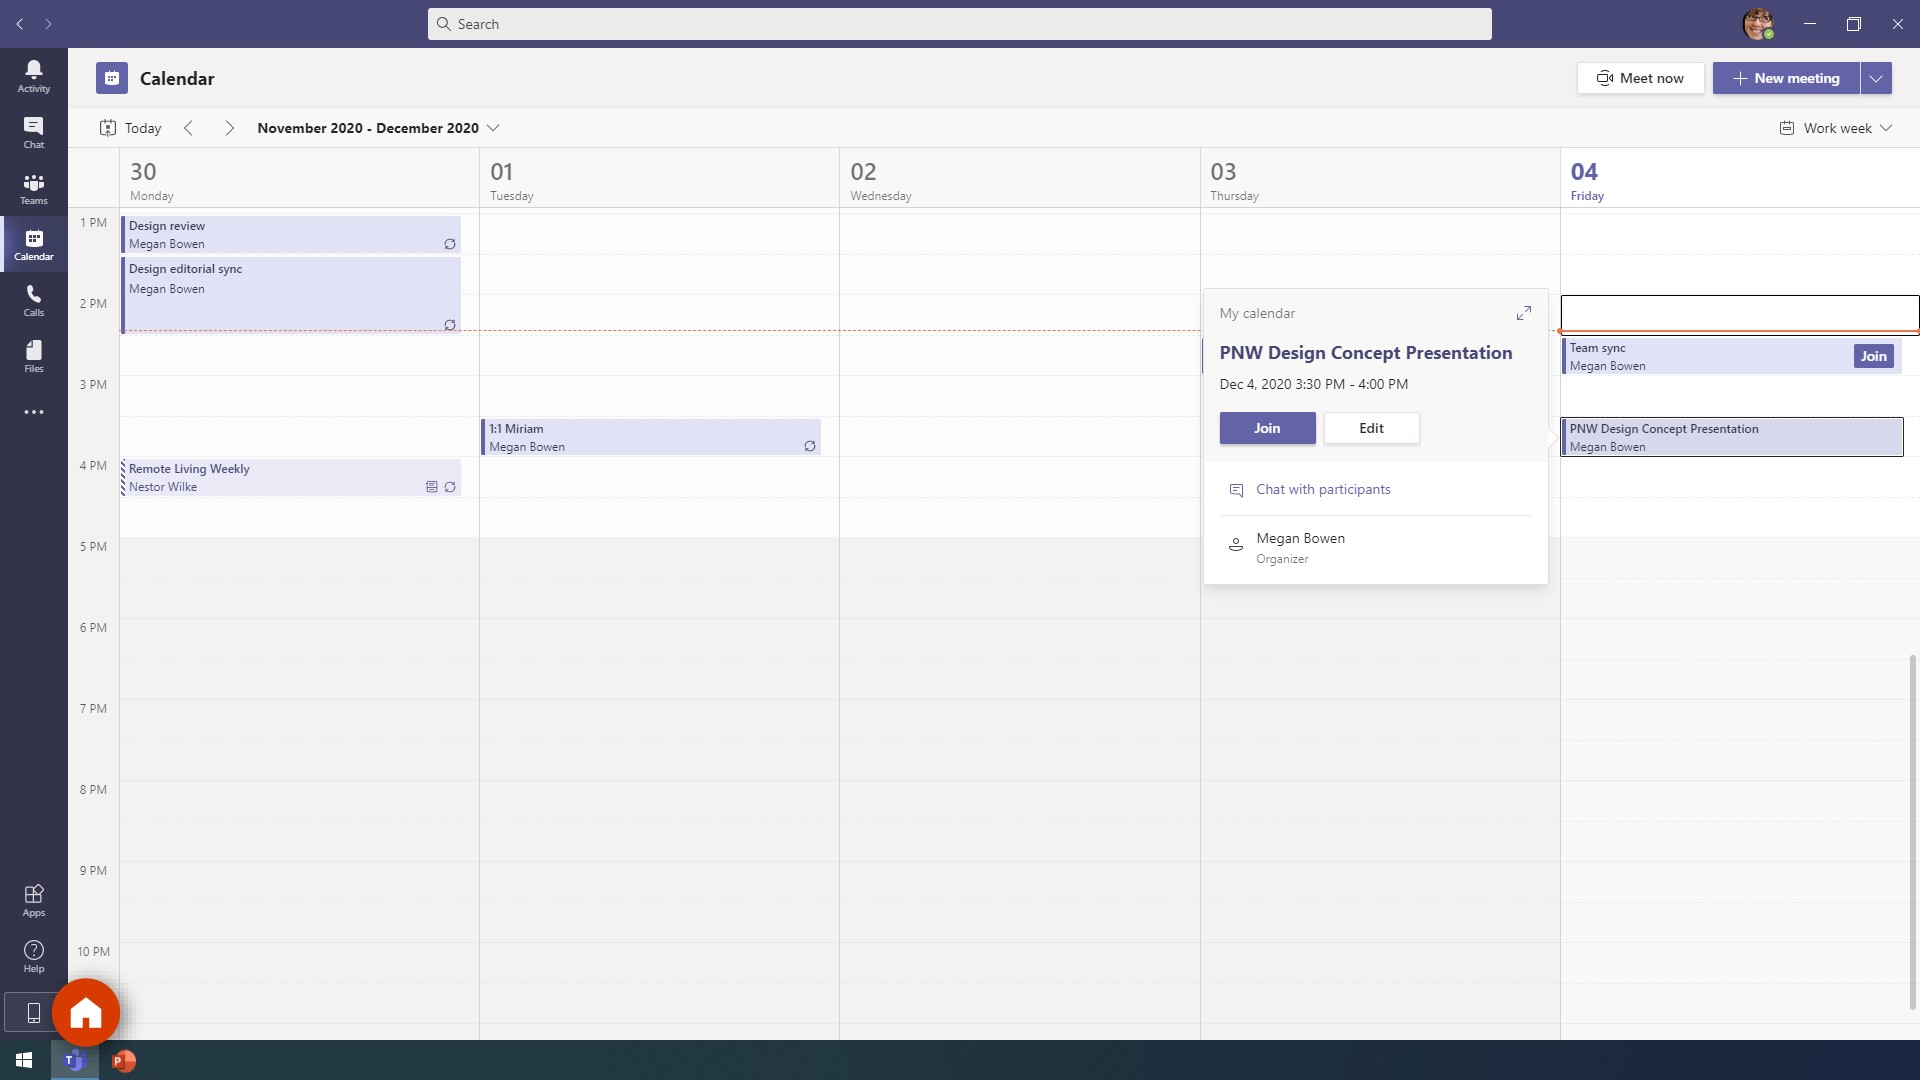 Search
Activity
Chat
Teams
Calendar
Calls
Files
Apps
Help
Calendar
Meet now
New meeting
Today
November 2020 - December 2020
Work week
30
Monday
01
Tuesday
02
Wednesday
03
Thursday
04
Friday
1 PM
2 PM
3 PM
4 PM
5 PM
6 PM
7 PM
8 PM
9 PM
10 PM
Design review
Megan Bowen
Design editorial sync
Megan Bowen
Remote Living Weekly
Nestor Wilke
1:1 Miriam
Megan Bowen
My calendar
PNW Design Concept Presentation
Dec 4, 2020 3:30 PM - 4:00 PM
Join
Edit
Chat with participants
Megan Bowen
Organizer
Team sync
Megan Bowen
Join
PNW Design Concept Presentation
Megan Bowen
T
P